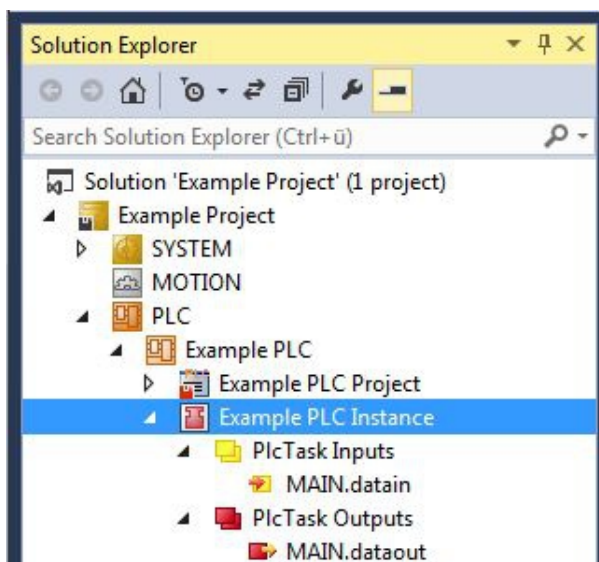 Solution Explorer
Search Solution Explorer (Ctrl+ü)
Solution 'Example Project' (1 project)
Example Project
SYSTEM
MOTION
PLC
Example PLC
Example PLC Project
Example PLC Instance
PlcTask Inputs
MAIN.datain
PlcTask Outputs
MAIN.dataout